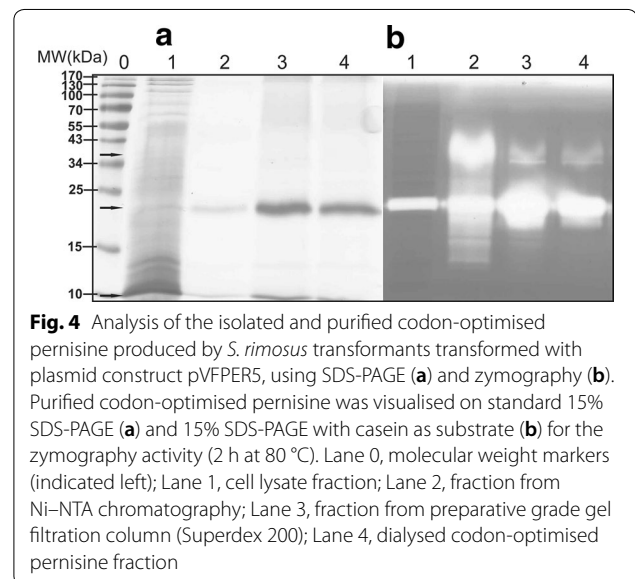 a b
MW(kDa) 0 1 2 3 4 1 2 3 4
170
130
100
70
55
43
34
25
15
10
Fig. 4 Analysis of the isolated and purified codon-optimised
pernisine produced by S. rimosus transformants transformed with
plasmid construct pVFPER5, using SDS-PAGE (a) and zymography (b).
Purified codon-optimised pernisine was visualised on standard 15%
SDS-PAGE (a) and 15% SDS-PAGE with casein as substrate (b) for the
zymography activity (2 h at 80 °C). Lane 0, molecular weight markers
(indicated left); Lane 1, cell lysate fraction; Lane 2, fraction from
Ni–NTA chromatography; Lane 3, fraction from preparative grade gel
filtration column (Superdex 200); Lane 4, dialysed codon-optimised
pernisine fraction